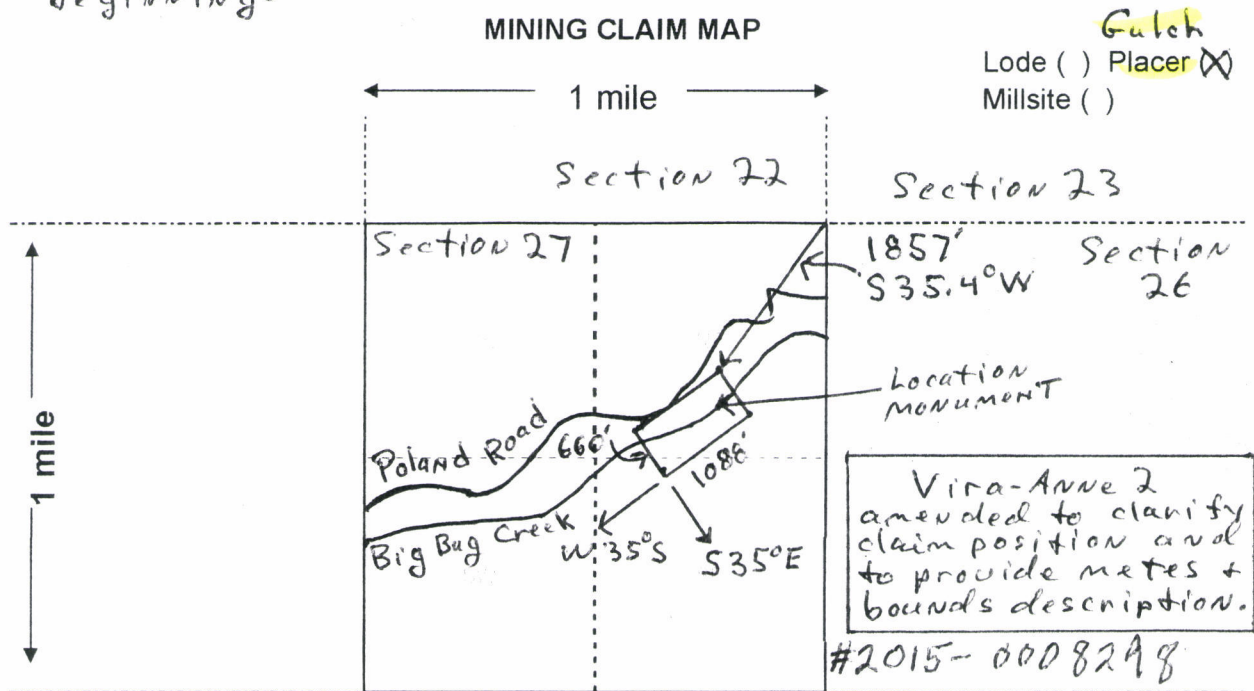 beginning.
MINING CLAIM MAP
Gulch
Lode ( ) Placer (X)
Millsite ( )
1 mile
Section 22
Section 23
Section 27
1857'
S35.4°W
Section
26
Location
MONUMENT
1 mile
Poland Road
660'
1088'
Big Bug Creek
W 35°S
S35°E
Vira-Anne 2
amended to clarify
claim position and
to provide metes +
bounds description.
#2015-0008298